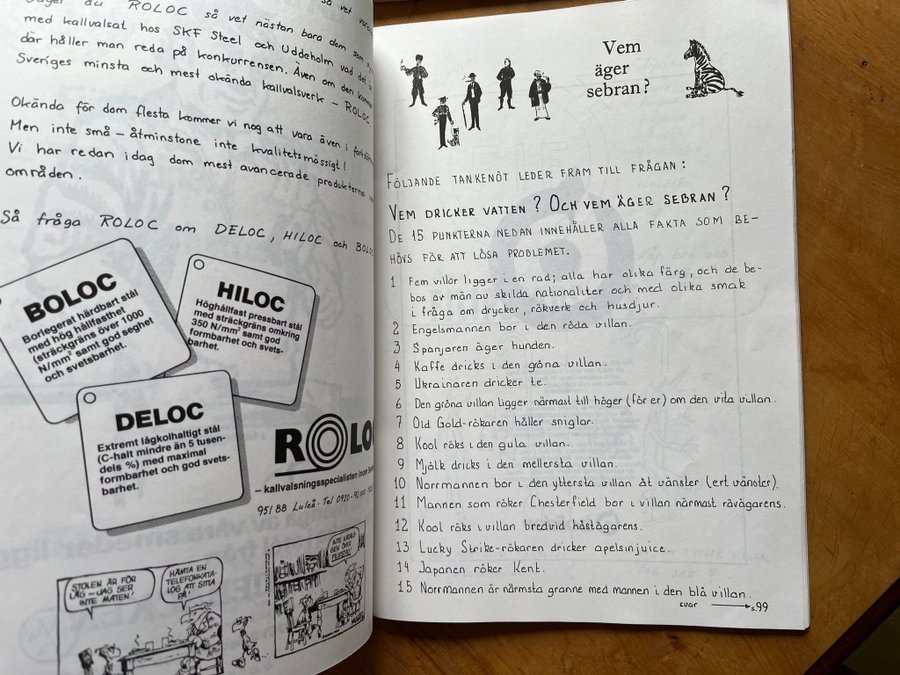 du ROLOC så vet nästan bara dom som
med kallvalsat hos SKF Steel och Uddeholm vad det
där håller man reda på konkurrensen. Även om den
Sveriges minsta och mest okända kallvalsverk - ROLOC
Okända för dom flesta kommer vi nog att vara även i
Men inte små - åtminstone inte kvalitetsmässigt!
Vi har redan idag dom mest avancerade produkterna
områden.
Så fråga ROLOC om DELOC, HILOC och BOLOC
BOLOC
Borlegerat härdbart stål
med hög hållfasthet
(sträckgräns över 1000
N/mm² samt god seghet
och svetsbarhet.
HILOC
Höghållfast pressbart stål
med sträckgräns omkring
350 N/mm² samt god
formbarhet och svets-
barhet.
DELOC
Extremt lågkolhaltigt stål
(C-halt mindre än 5 tusen-
dels %) med maximal
formbarhet och god svets-
barhet.
ROLO
– kallvalsningsspecialisten inom
95188 Luleå. Tel 0920-
STOLEN ÄR FÖR
LÅG – JAG SER
INTE MATEN!
HÄMTA EN
TELEFONKATA-
LOG ATT SITTA
PÅ!
Vem
äger
sebran?
FÖLJANDE TANKENÖT LEDER FRAM TILL FRÅGAN:
VEM DRICKER VATTEN? OCH VEM ÄGER SEBRAN?
DE 15 PUNKTERNA NEDAN INNEHÅLLER ALLA FAKTA SOM BE-
HÖVS FÖR ATT LÖSA PROBLEMET.
1 Fem villor ligger i en rad; alla har olika färg, och de be-
bos av män av skilda nationaliteter och med olika smak
i fråga om drycker, rökverk och husdjur.
2 Engelsmannen bor i den röda villan.
3 Spanjoren äger hunden.
4 Kaffe dricks i den gröna villan.
5 Ukrainaren dricker te.
6 Den gröna villan ligger närmast till höger (för er) om den vita villan.
7 Old Gold-rökaren håller sniglar.
8 Kool röks i den gula villan.
9 Mjölk dricks i den mellersta villan.
10 Norrmannen bor i den yttersta villan åt vänster (ert vänster).
11 Mannen som röker Chesterfield bor i villan närmast rävägarens.
12 Kool röks i villan bredvid hästägarens.
13 Lucky Strike-rökaren dricker apelsinjuice.
14 Japanen röker Kent.
15 Norrmannen är närmsta granne med mannen i den blå villan.
svar → s.99